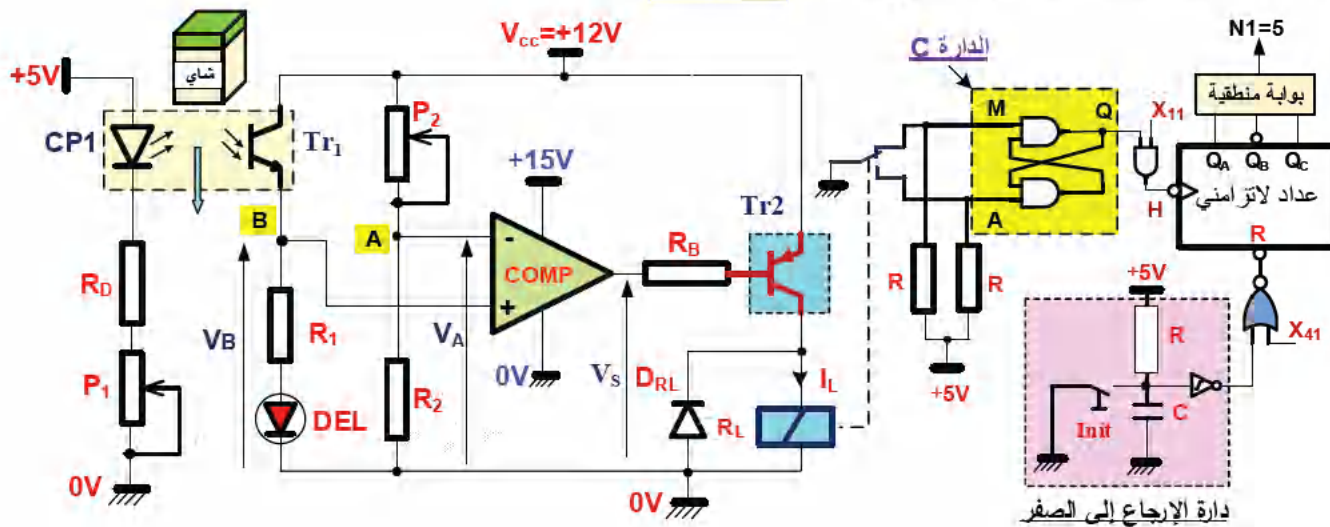 شاي
Vcc=+12V
+5V
CP1
Tr1
P2
+15V
B
A
-
COMP
+
0V
RB
Tr2
RD
P1
0V
VB
R1
DEL
VA
R2
VS
DRL
RL
IL
0V
الدارة C
M
Q
A
R
R
+5V
X11
H
N1=5
بوابة منطقية
QA QB QC
عداد لاتزامني
R
X41
+5V
R
C
Init
دارة الإرجاع إلى الصفر